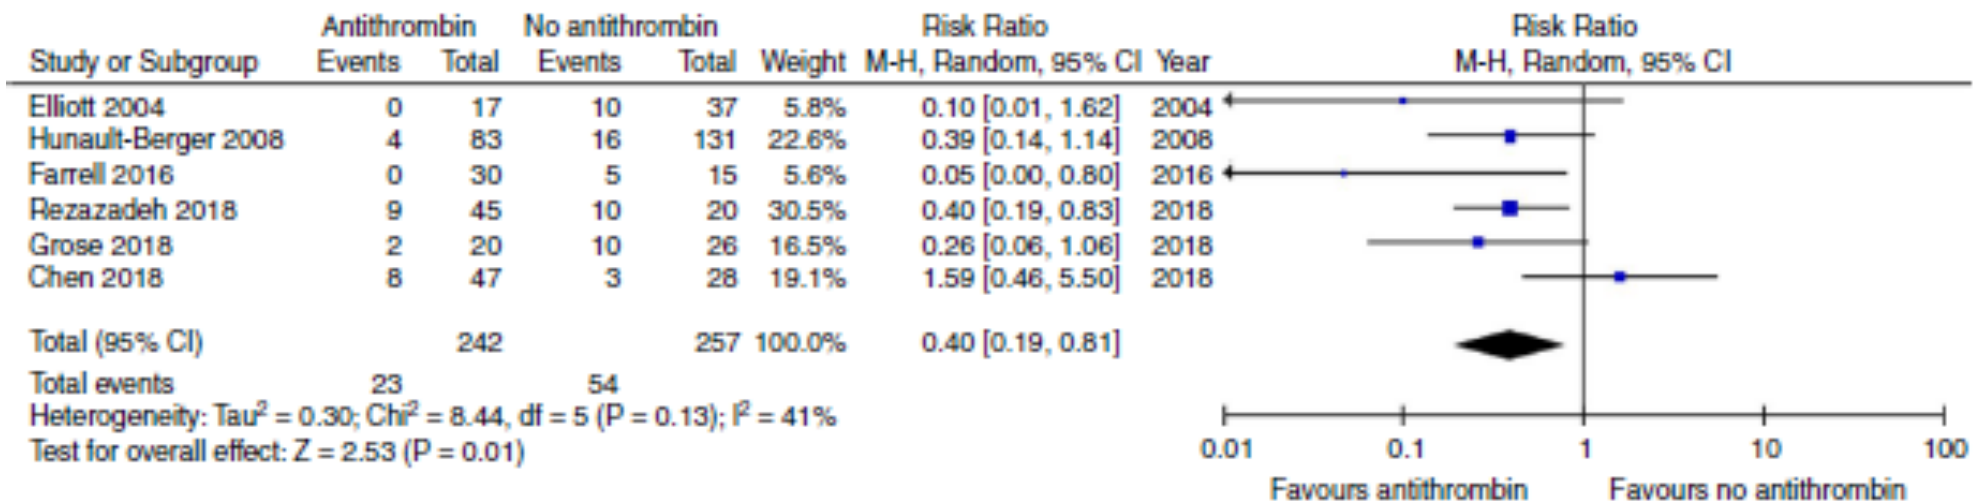 Antithrombin No antithrombin Risk Ratio Risk Ratio
Study or Subgroup Events Total Events Total Weight M-H, Random, 95% CI Year M-H, Random, 95% CI
Elliott 2004 0 17 10 37 5.8% 0.10 [0.01, 1.62] 2004
Hunault-Berger 2008 4 83 16 131 22.6% 0.39 [0.14, 1.14] 2008
Farrell 2016 0 30 5 15 5.6% 0.05 [0.00, 0.80] 2016
Rezazadeh 2018 9 45 10 20 30.5% 0.40 [0.19, 0.83] 2018
Grose 2018 2 20 10 26 16.5% 0.26 [0.06, 1.06] 2018
Chen 2018 8 47 3 28 19.1% 1.59 [0.46, 5.50] 2018
Total (95% CI) 242 257 100.0% 0.40 [0.19, 0.81]
Total events 23 54
Heterogeneity: Tau² = 0.30; Chi² = 8.44, df = 5 (P = 0.13); I² = 41%
Test for overall effect: Z = 2.53 (P = 0.01)
0.01 0.1 1 10 100
Favours antithrombin Favours no antithrombin